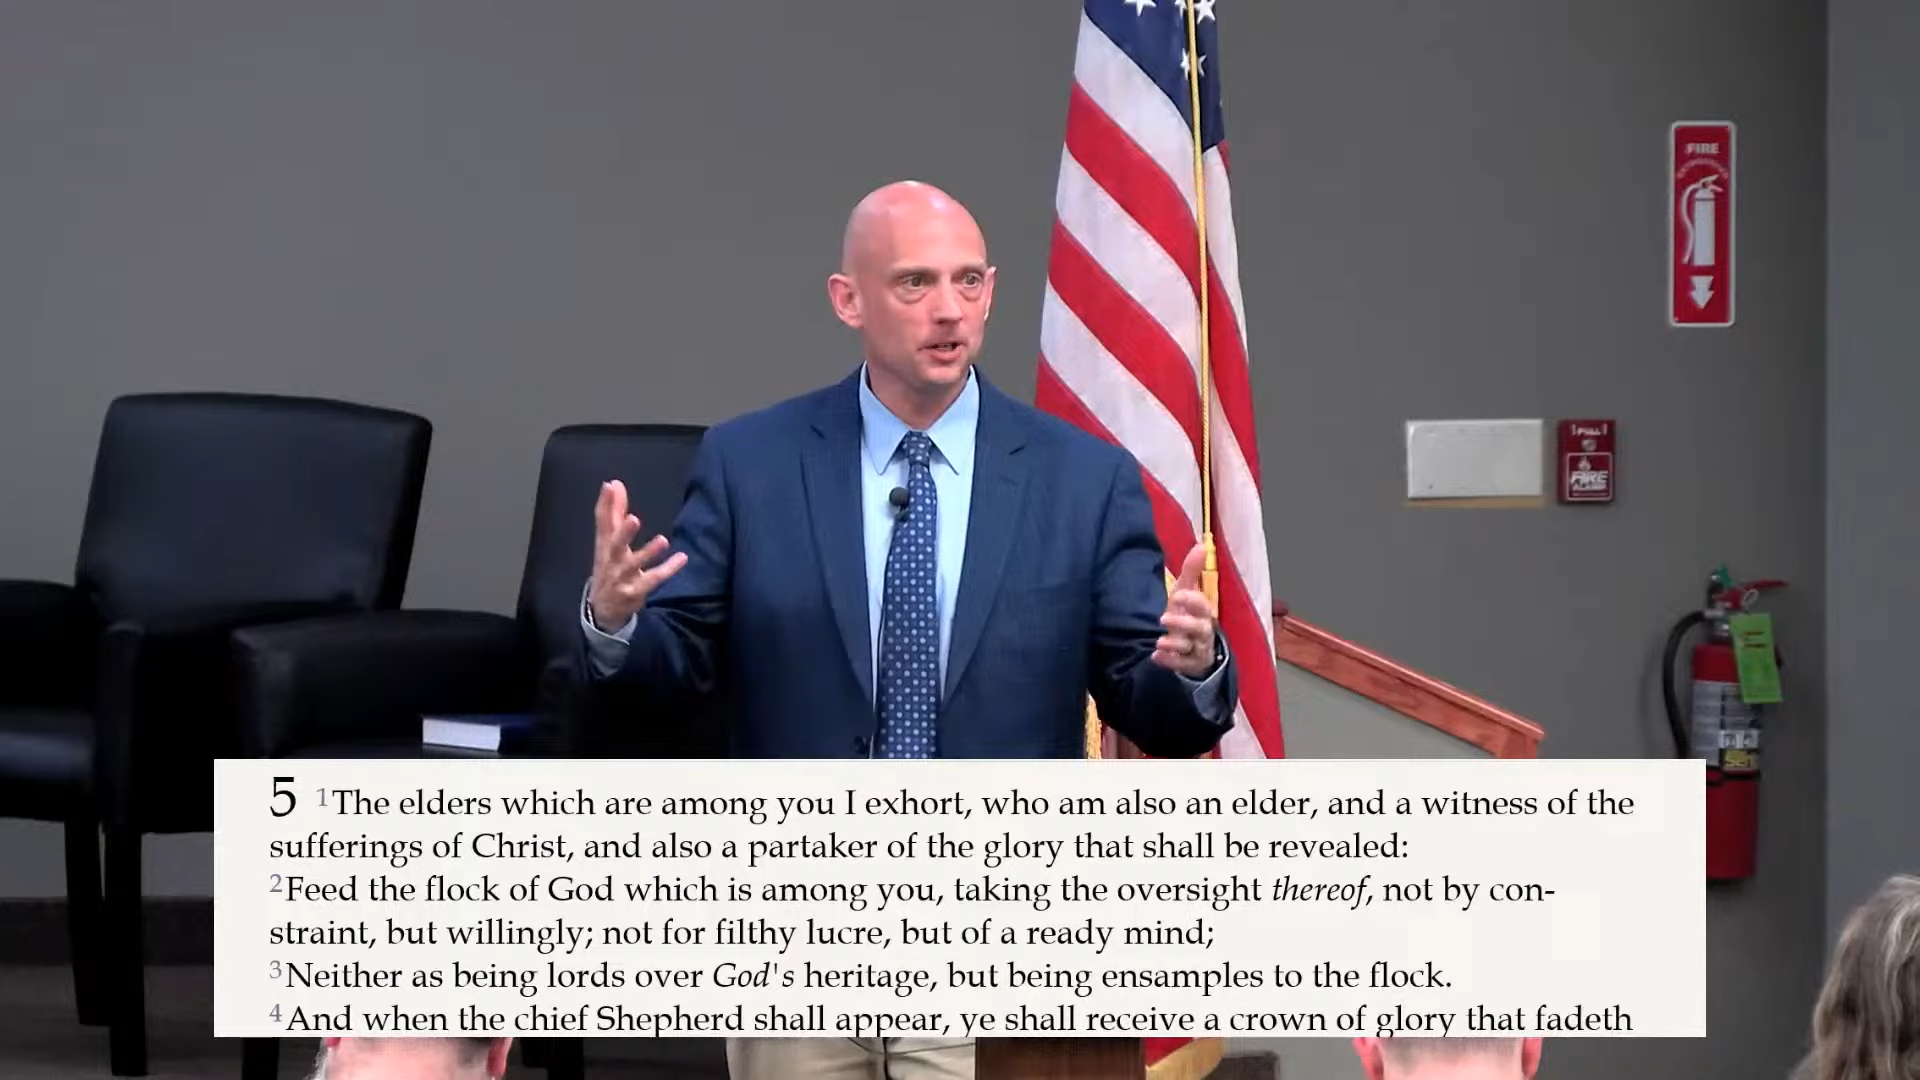 FIRE
PULL
FIRE
5 1The elders which are among you I exhort, who am also an elder, and a witness of the
sufferings of Christ, and also a partaker of the glory that shall be revealed:
2Feed the flock of God which is among you, taking the oversight thereof, not by con-
straint, but willingly; not for filthy lucre, but of a ready mind;
3Neither as being lords over God's heritage, but being ensamples to the flock.
4And when the chief Shepherd shall appear, ye shall receive a crown of glory that fadeth